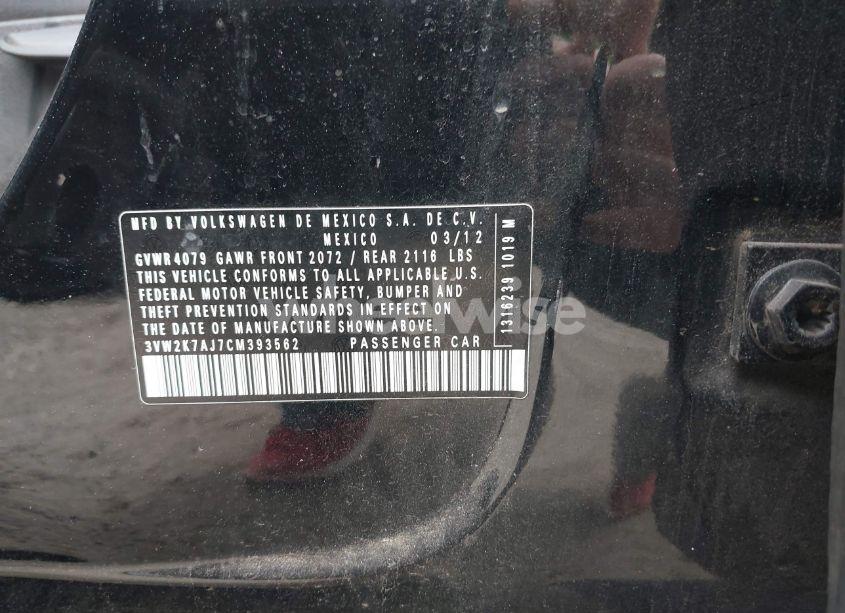 MFD BY VOLKSWAGEN DE MEXICO S.A. DE C.V.
MEXICO 03/12
GVWR 4079 GAWR FRONT 2072 / REAR 2116 LBS
THIS VEHICLE CONFORMS TO ALL APPLICABLE U.S.
FEDERAL MOTOR VEHICLE SAFETY, BUMPER AND
THEFT PREVENTION STANDARDS IN EFFECT ON
THE DATE OF MANUFACTURE SHOWN ABOVE.
3VW2K7AJ7CM393562 PASSENGER CAR
1316239 1019 M